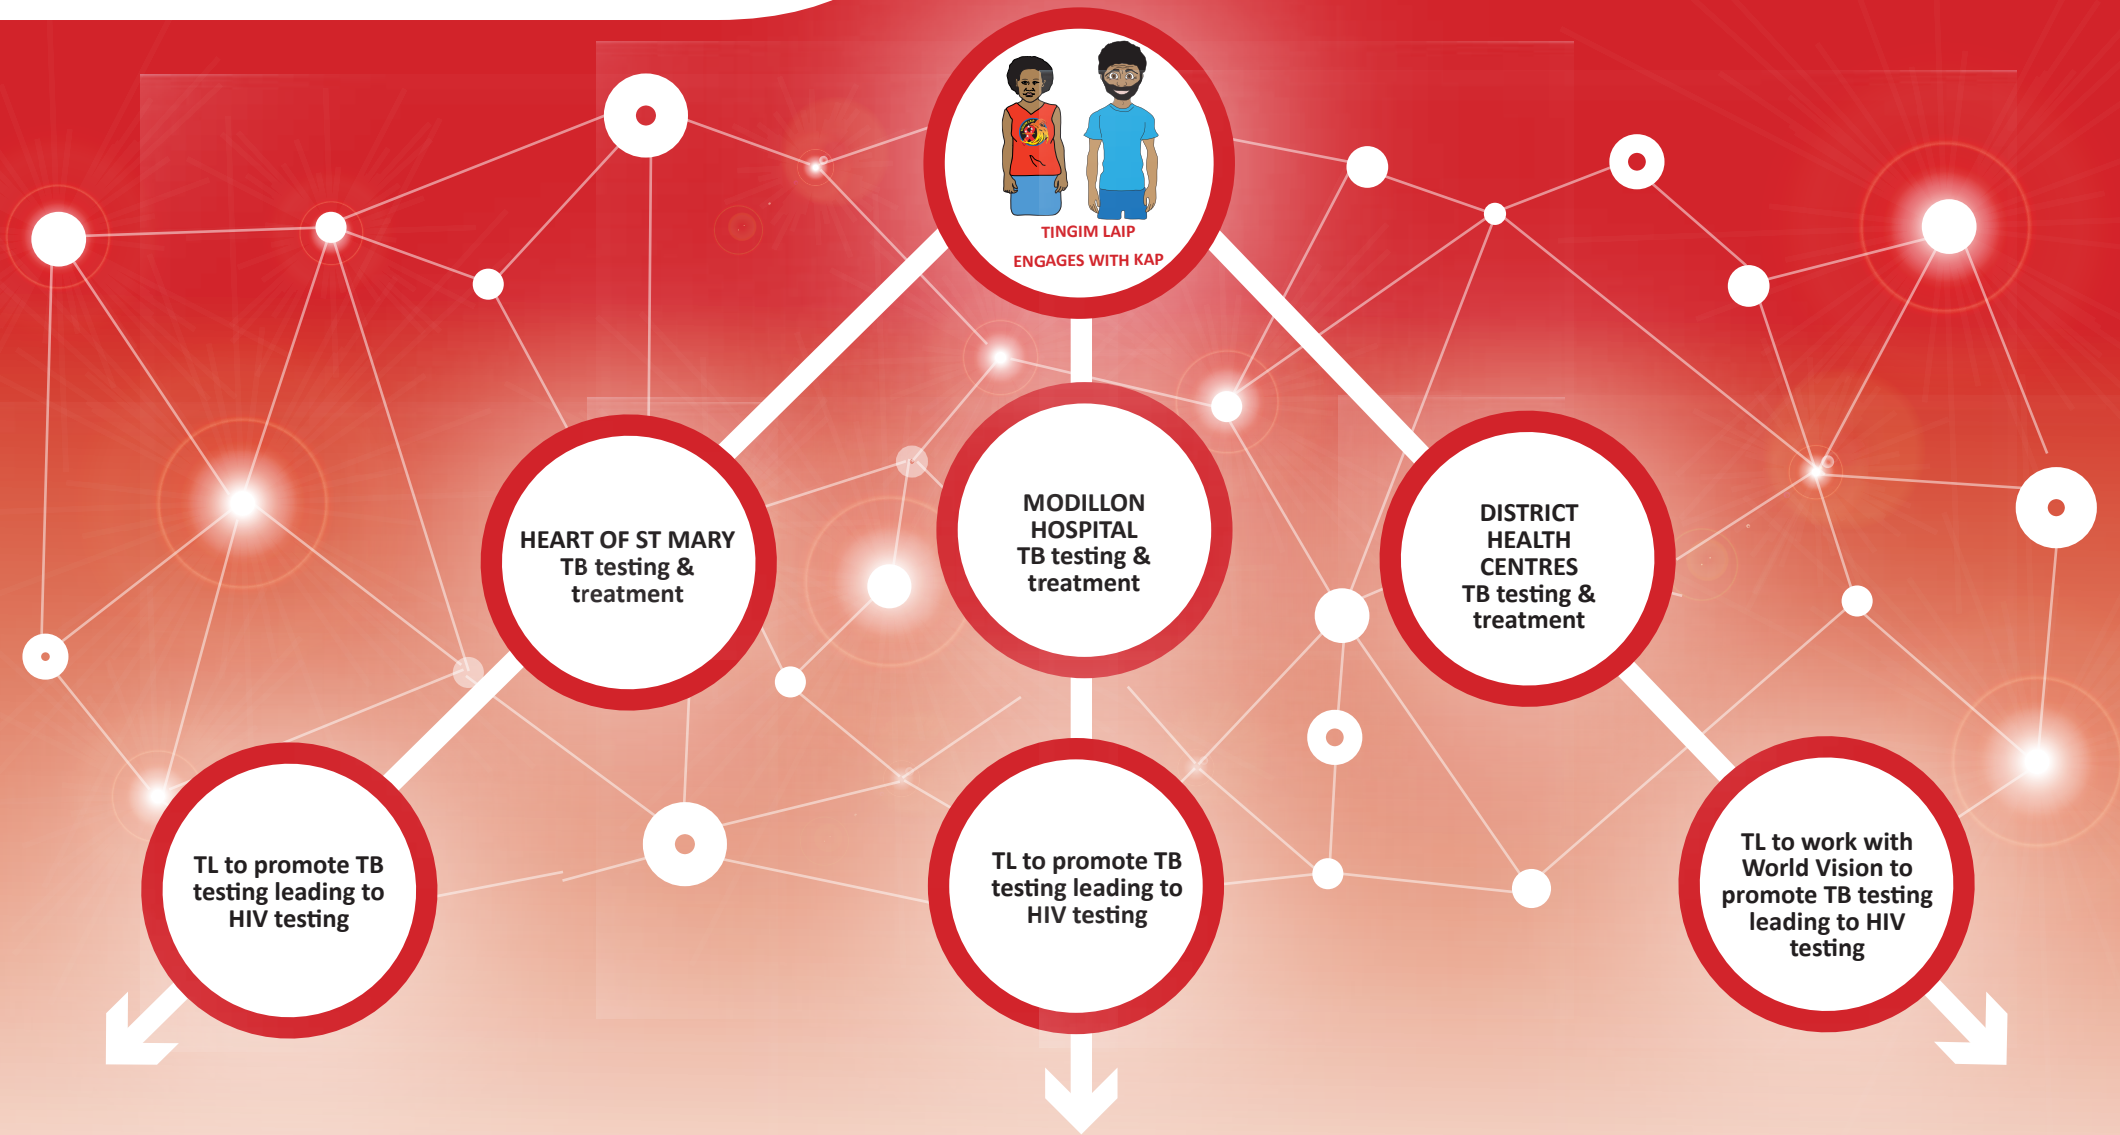 TINGIM LAIP
ENGAGES WITH KAP
HEART OF ST MARY
TB testing &
treatment
MODILLON
HOSPITAL
TB testing &
treatment
DISTRICT
HEALTH
CENTRES
TB testing &
treatment
TL to promote TB
testing leading to
HIV testing
TL to promote TB
testing leading to
HIV testing
TL to work with
World Vision to
promote TB testing
leading to HIV
testing